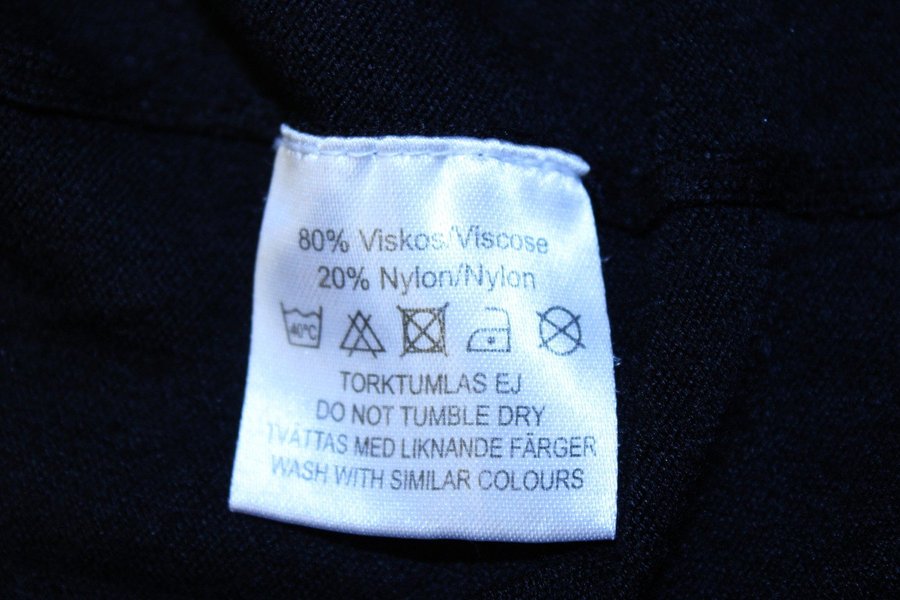 80% Viskos/Viscose
20% Nylon/Nylon
40°C
TORKTUMLAS EJ
DO NOT TUMBLE DRY
TVÄTTAS MED LIKNANDE FÄRGER
WASH WITH SIMILAR COLOURS